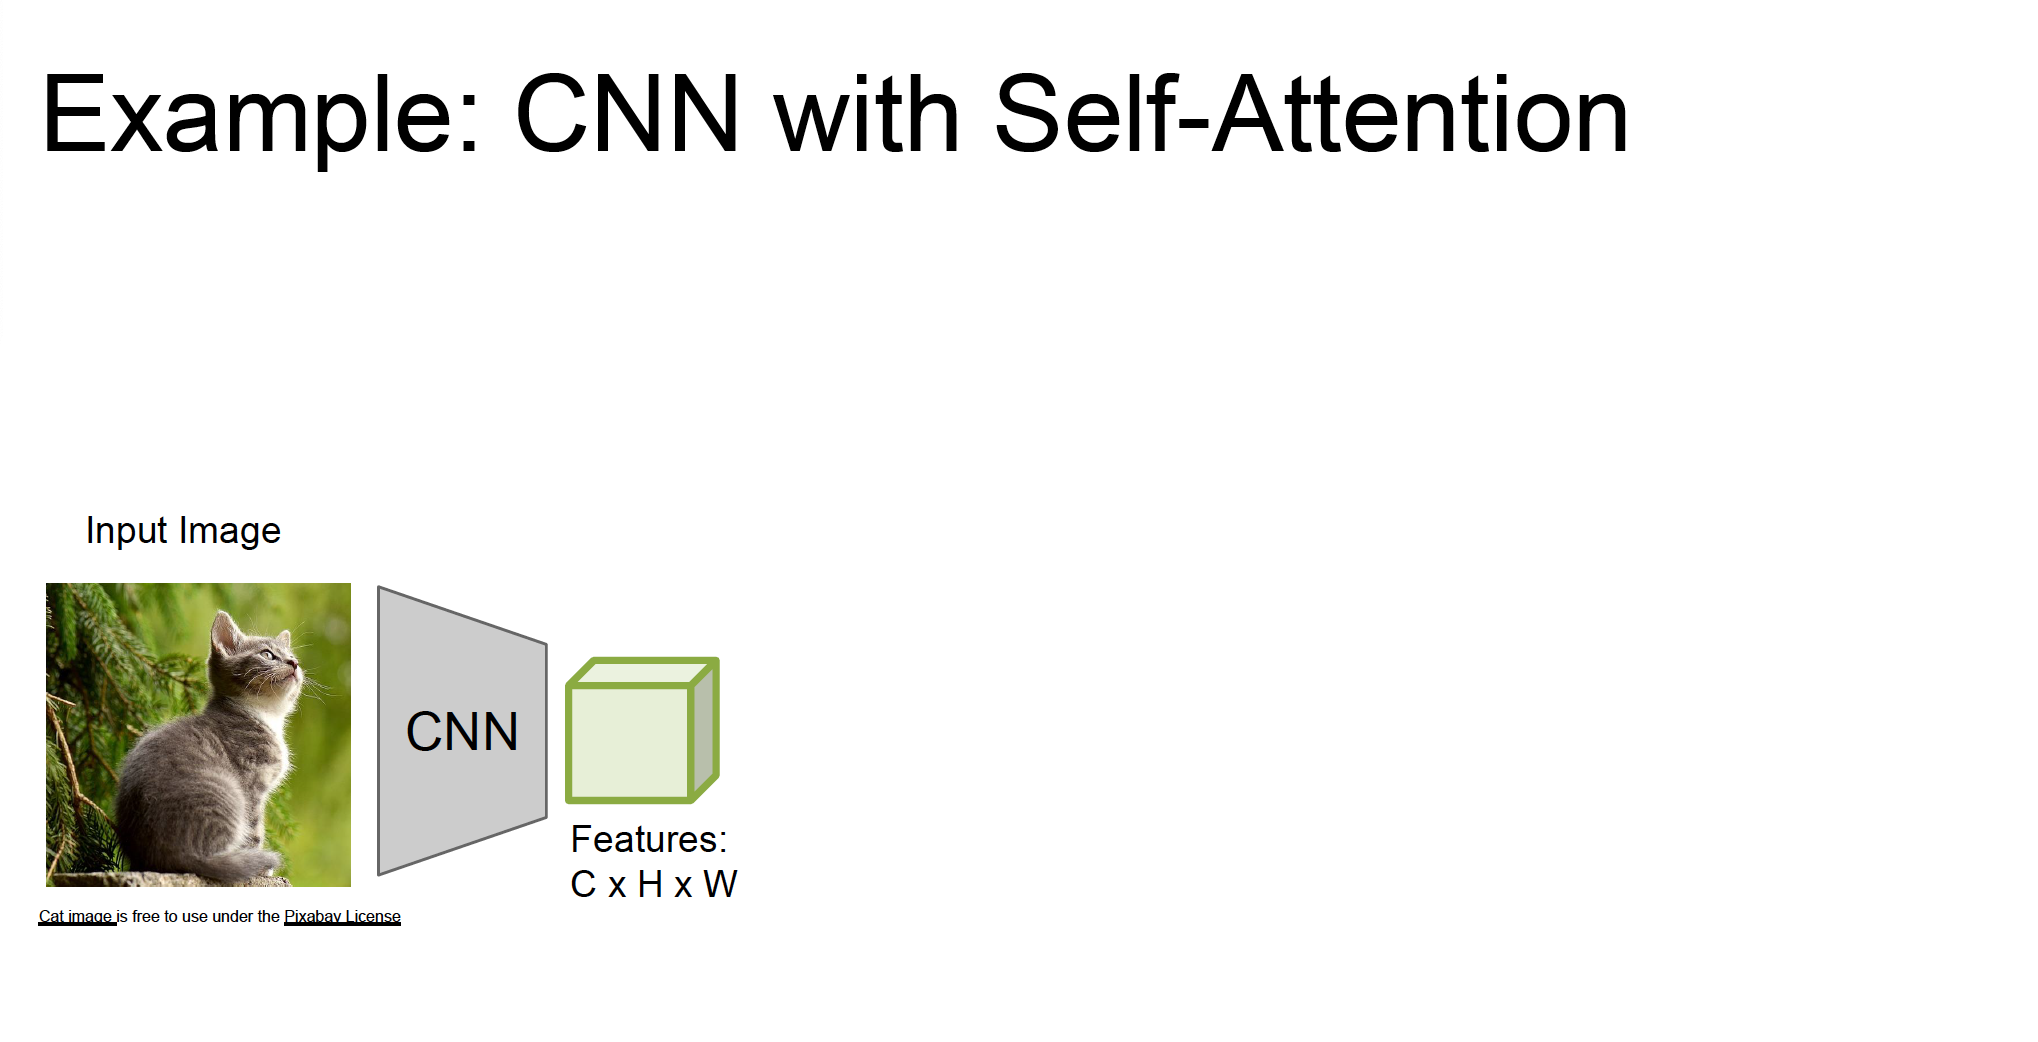 Example: CNN with Self-Attention
Input Image
CNN
Features:
C x H x W
Cat image is free to use under the Pixabay License